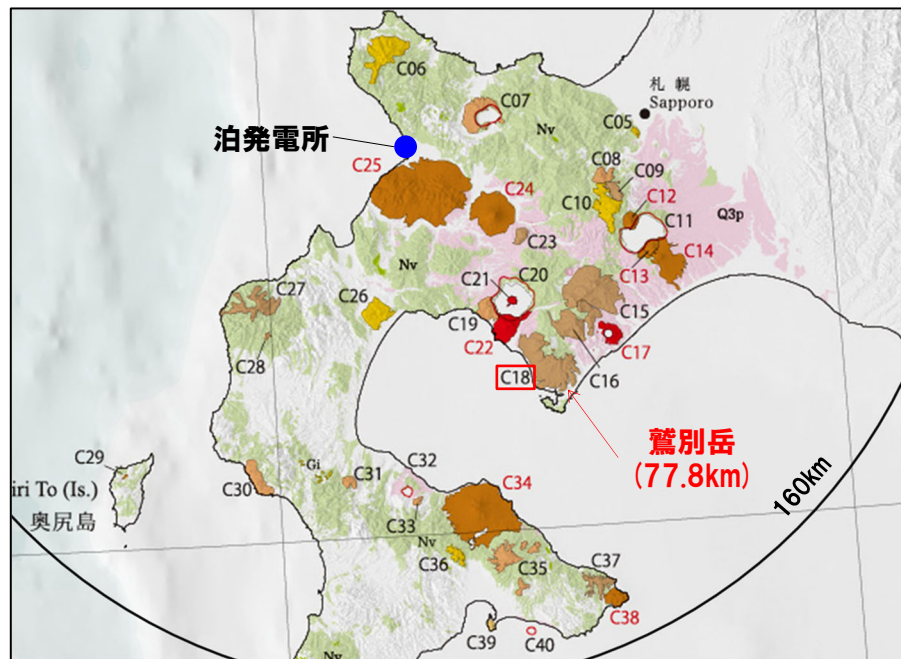 C06
C07
札幌
Sapporo
Nv
C05
泊発電所
C25
C24
C08
C09
C10
C12
C11
Q3p
C23
C14
C13
Nv
C21
C20
C27
C26
C15
C19
C22
C17
C28
C18
C16
鷲別岳
(77.8km)
160km
C29
iri To (Is.)
奥尻島
Gi
C30
C31
C32
C34
C33
Nv
C36
C35
C37
C38
C39
C40
Nv